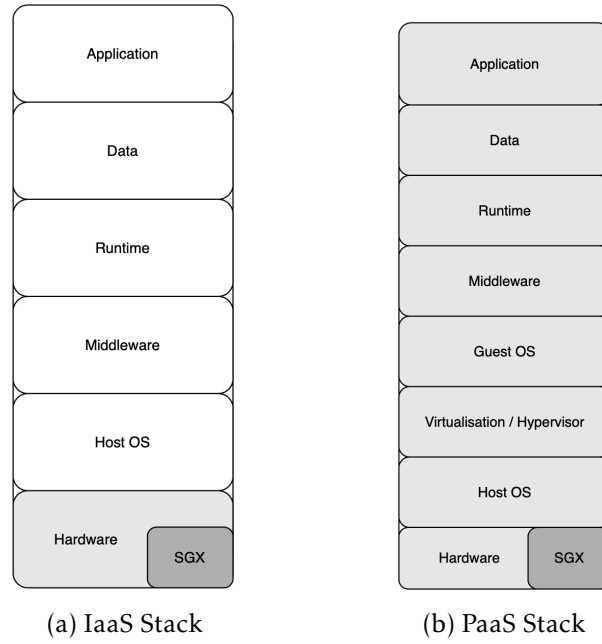 Application
Data
Runtime
Middleware
Host OS
Hardware
SGX
(a) IaaS Stack
Application
Data
Runtime
Middleware
Guest OS
Virtualisation / Hypervisor
Host OS
Hardware
SGX
(b) PaaS Stack